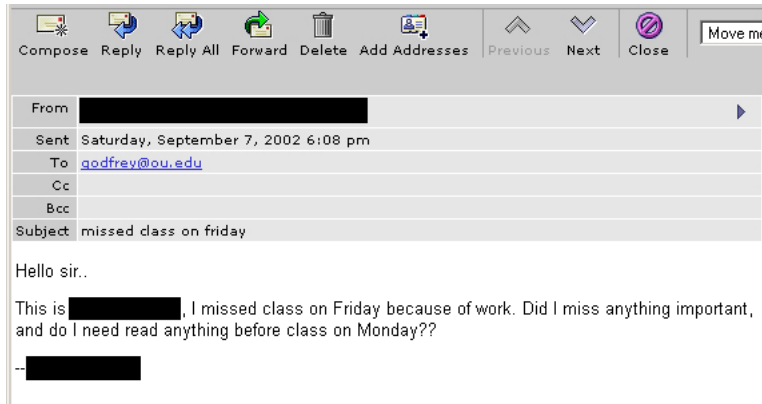 Compose Reply Reply All Forward Delete Add Addresses Previous Next Close Move me
From
Sent Saturday, September 7, 2002 6:08 pm
To godfrey@ou.edu
Cc
Bcc
Subject missed class on friday
Hello sir..
This is , I missed class on Friday because of work. Did I miss anything important,
and do I need read anything before class on Monday??
--